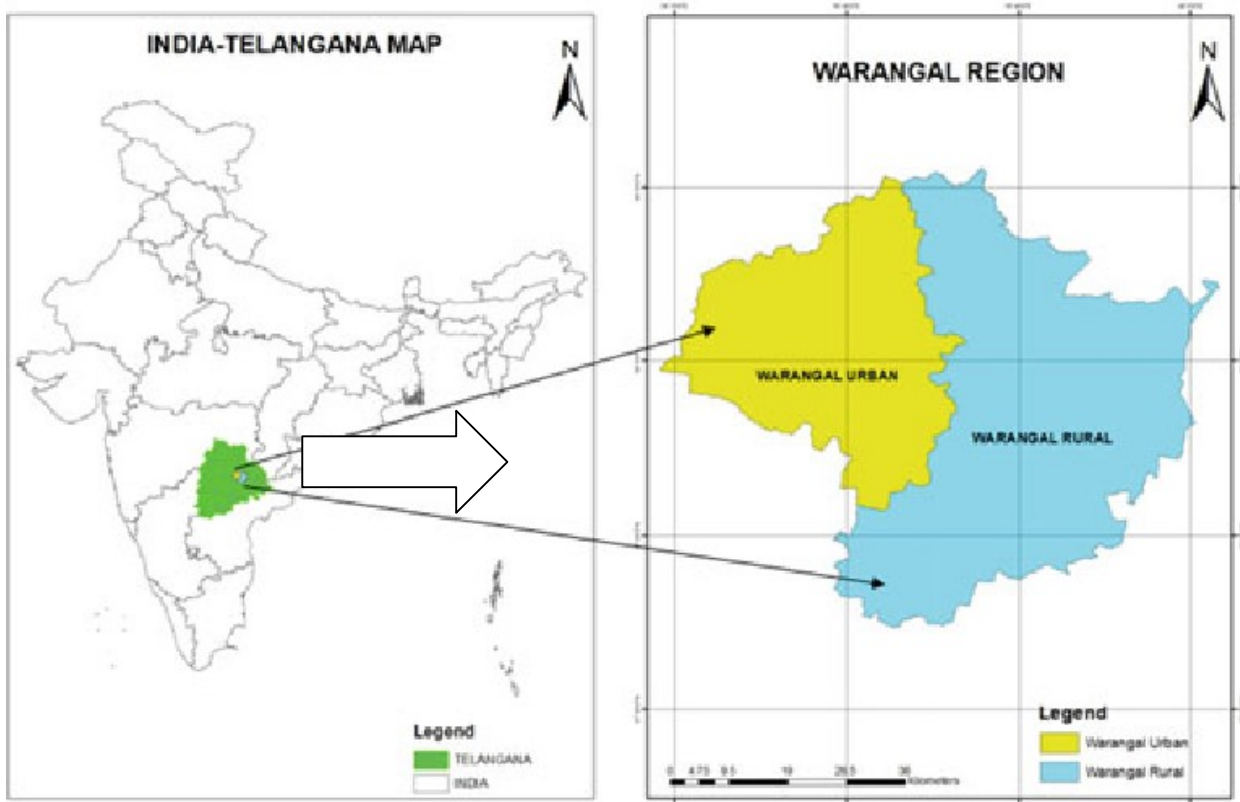 INDIA-TELANGANA MAP
N
Legend
TELANGANA
INDIA
WARANGAL REGION
N
WARANGAL URBAN
WARANGAL RURAL
Legend
Warangal Urban
Warangal Rural
0 4.75 9.5 19 28.5 38
Kilometers